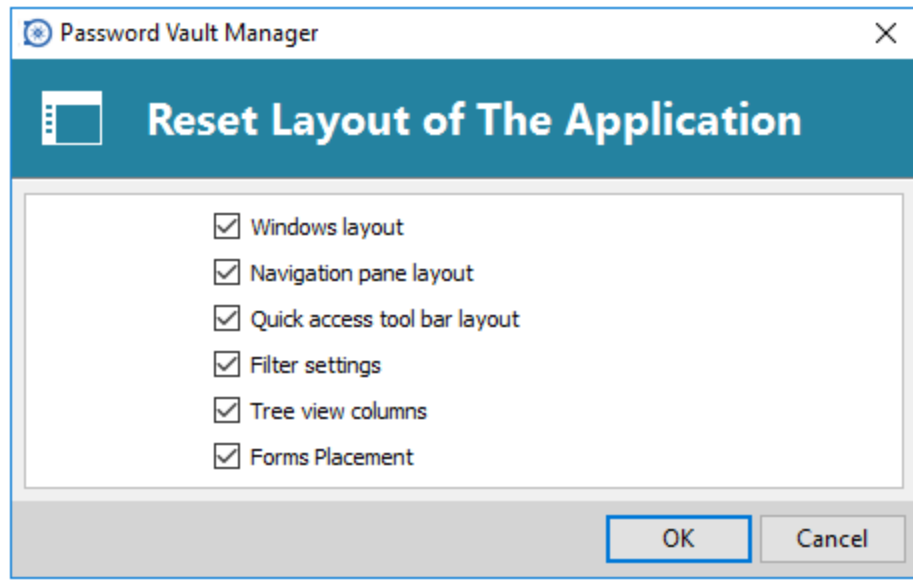 Password Vault Manager
Reset Layout of The Application
Windows layout
Navigation pane layout
Quick access tool bar layout
Filter settings
Tree view columns
Forms Placement
OK
Cancel